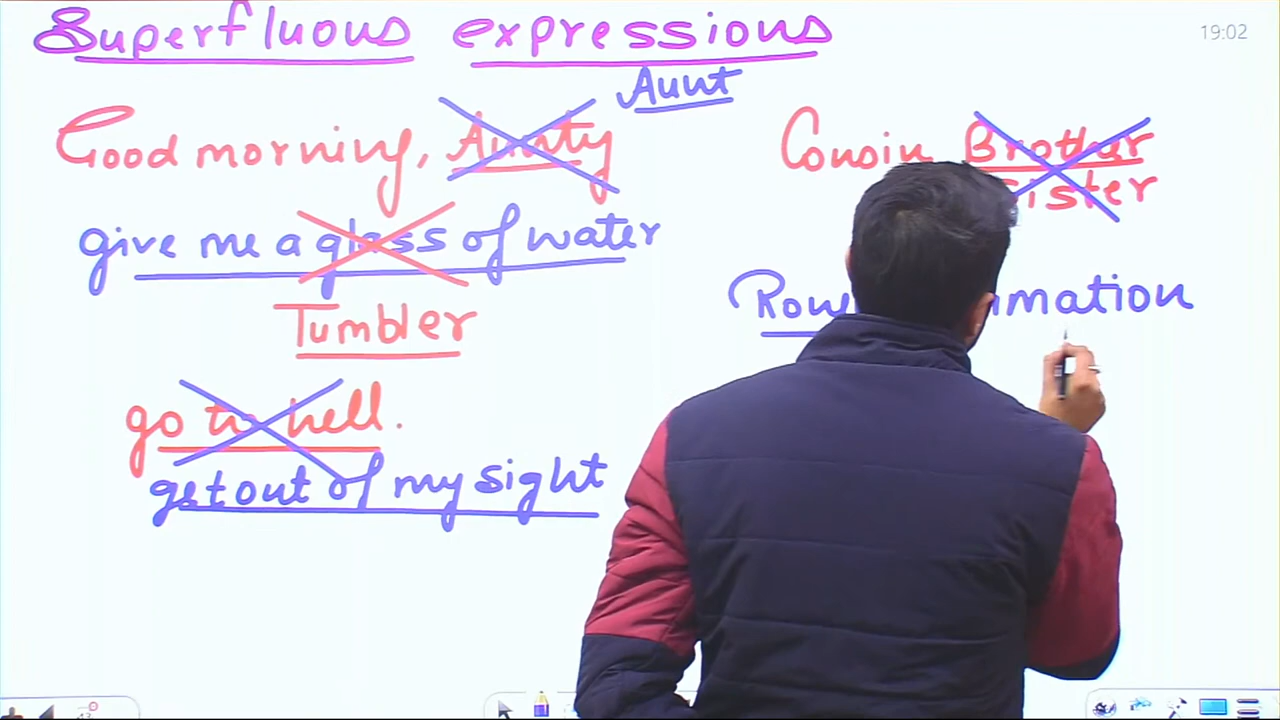 Superfluous expressions
19:02
Aunt
Good morning, Aunty
give me a glass of water
Tumbler
go to hell.
get out of my sight
Cousin Brother
sister